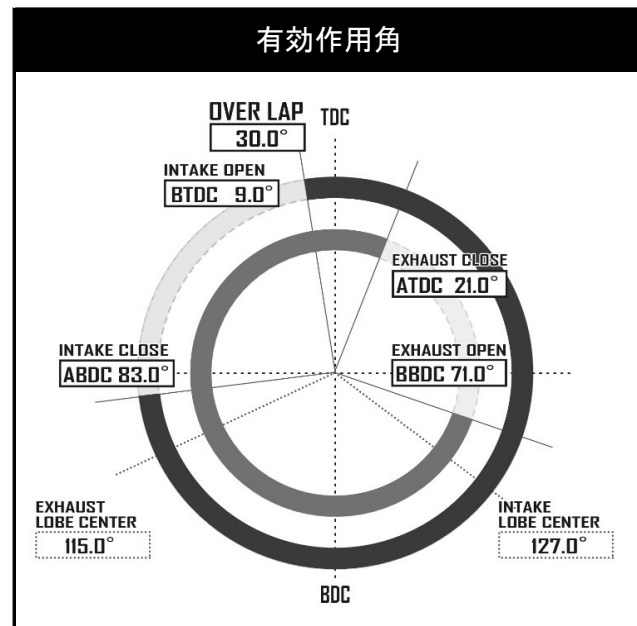 有効作用角
OVER LAP
30.0°
TDC
INTAKE OPEN
BTDC 9.0°
EXHAUST CLOSE
ATDC 21.0°
INTAKE CLOSE
ABDC 83.0°
EXHAUST OPEN
BBDC 71.0°
EXHAUST
LOBE CENTER
115.0°
INTAKE
LOBE CENTER
127.0°
BDC